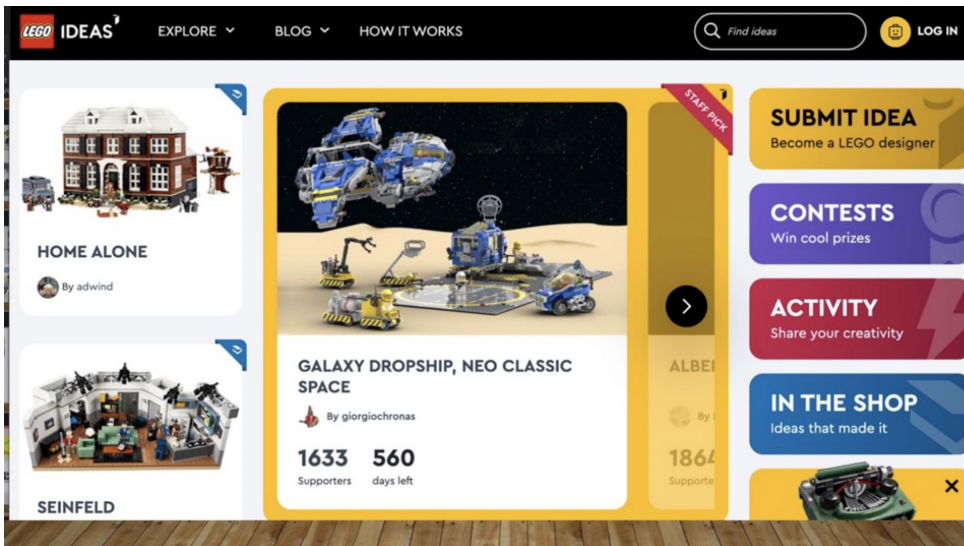 LEGO IDEAS
EXPLORE
BLOG
HOW IT WORKS
Find ideas
LOG IN
HOME ALONE
By adwind
SEINFELD
STAFF PICK
GALAXY DROPSHIP, NEO CLASSIC
SPACE
By giorgiochronas
1633 560
Supporters days left
By
1864
SUBMIT IDEA
Become a LEGO designer
CONTESTS
Win cool prizes
ACTIVITY
Share your creativity
IN THE SHOP
Ideas that made it